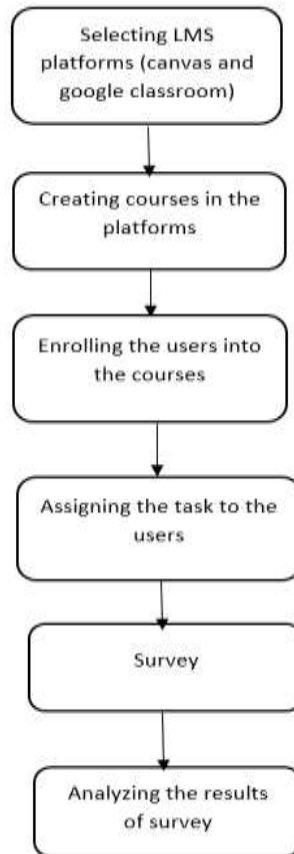 Selecting LMS
platforms (canvas and
google classroom)
Creating courses in the
platforms
Enrolling the users into
the courses
Assigning the task to the
users
Survey
Analyzing the results
of survey